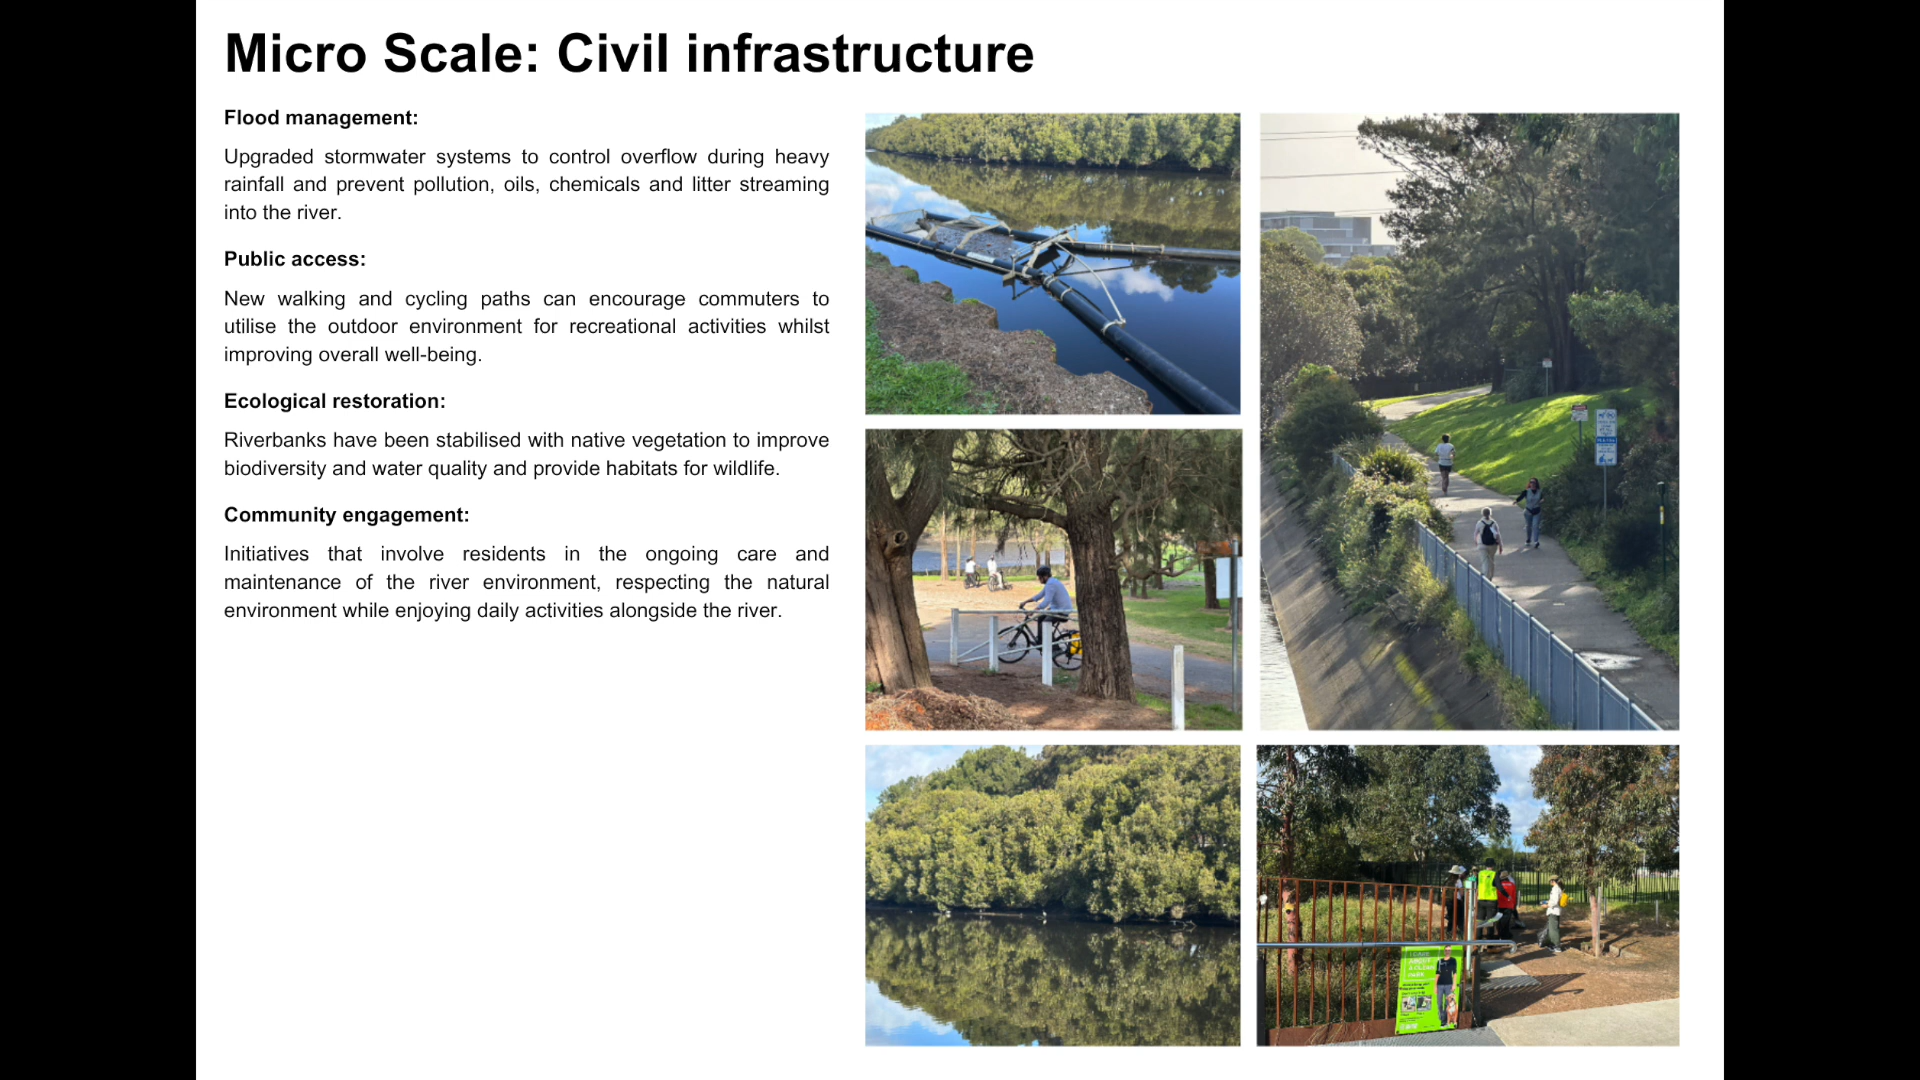 Micro Scale: Civil infrastructure
Flood management:
Upgraded stormwater systems to control overflow during heavy
rainfall and prevent pollution, oils, chemicals and litter streaming
into the river.
Public access:
New walking and cycling paths can encourage commuters to
utilise the outdoor environment for recreational activities whilst
improving overall well-being.
Ecological restoration:
Riverbanks have been stabilised with native vegetation to improve
biodiversity and water quality and provide habitats for wildlife.
Community engagement:
Initiatives that involve residents in the ongoing care and
maintenance of the river environment, respecting the natural
environment while enjoying daily activities alongside the river.